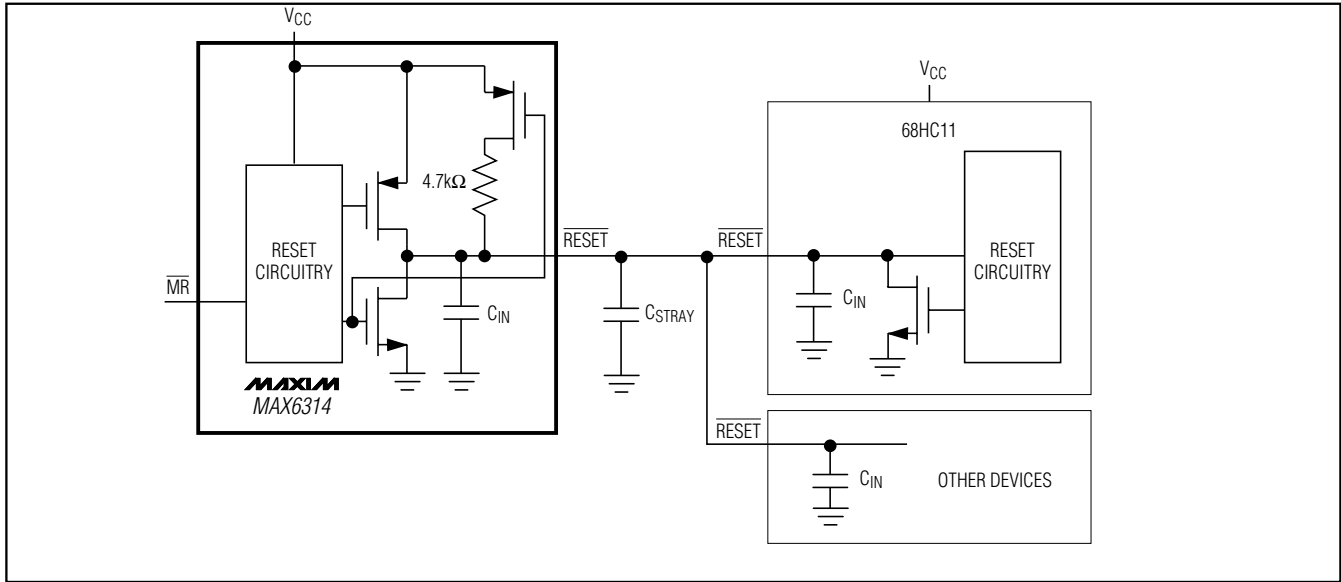 VCC
4.7kΩ
RESET
CIRCUITRY
MR
CIN
MAXIM
MAX6314
RESET
CSTRAY
RESET
VCC
68HC11
CIN
RESET
CIRCUITRY
RESET
CIN
OTHER DEVICES